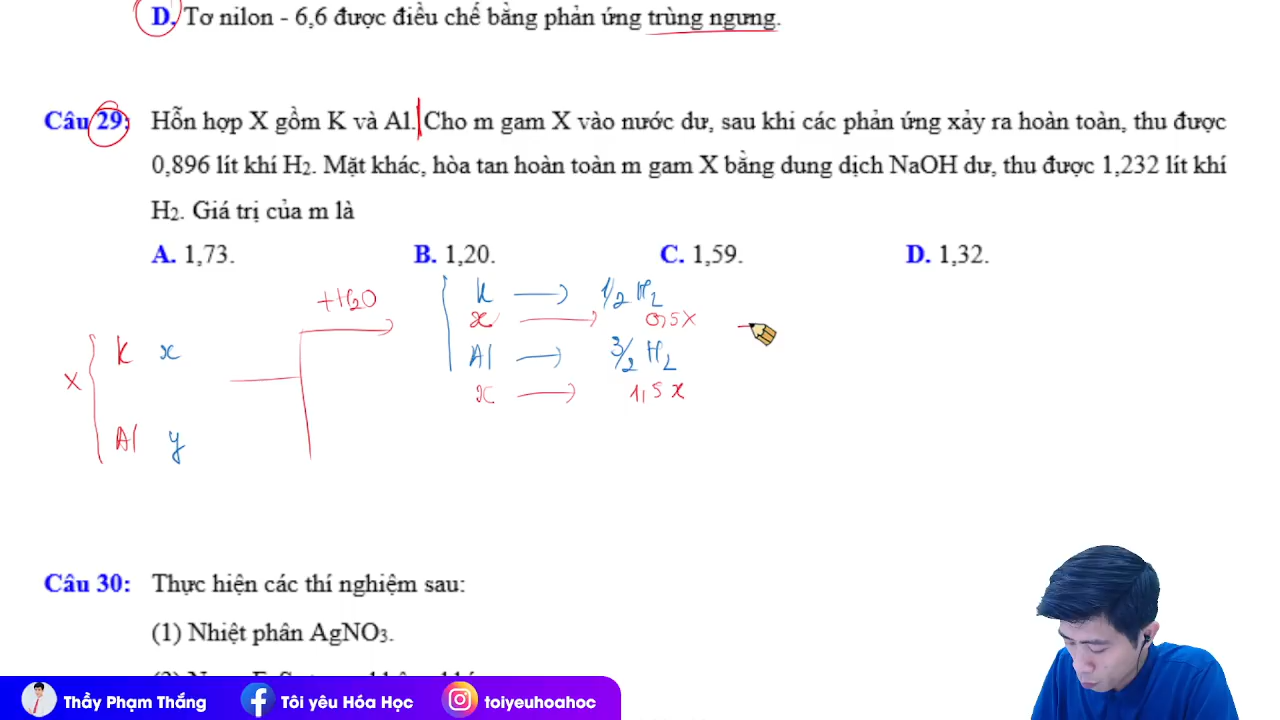 D. Tơ nilon - 6,6 được điều chế bằng phản ứng trùng ngưng.
Câu 29: Hỗn hợp X gồm K và Al. Cho m gam X vào nước dư, sau khi các phản ứng xảy ra hoàn toàn, thu được
0,896 lít khí H2. Mặt khác, hòa tan hoàn toàn m gam X bằng dung dịch NaOH dư, thu được 1,232 lít khí
H2. Giá trị của m là
A. 1,73. B. 1,20. C. 1,59. D. 1,32.
+H2O
K → 1/2 H2
x → 0,5x
Al → 3/2 H2
x → 1,5x
K x
X
Al y
Câu 30: Thực hiện các thí nghiệm sau:
(1) Nhiệt phân AgNO3.
Thầy Phạm Thắng Tôi yêu Hóa Học toiyeuhoahoc